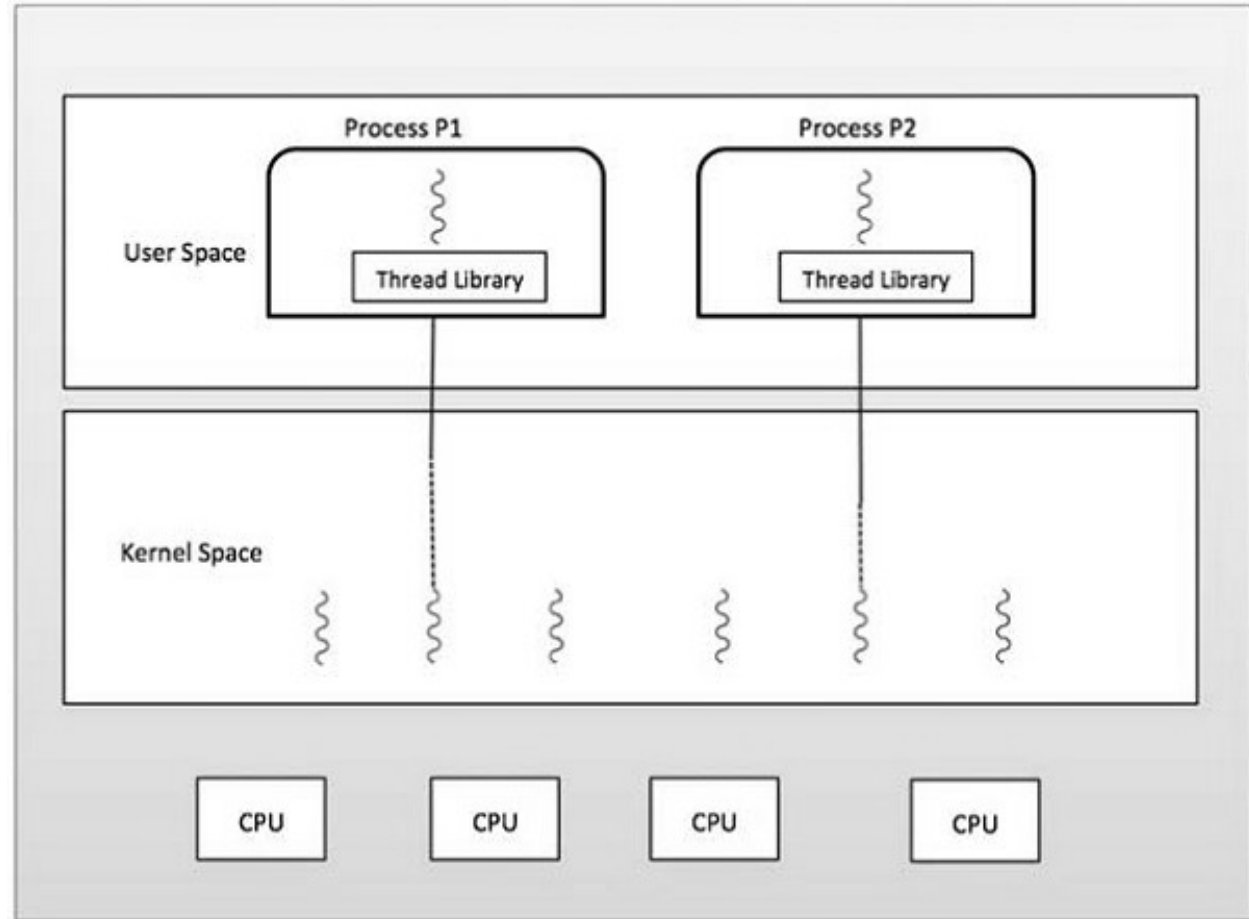 Process P1
Process P2
User Space
Thread Library
Thread Library
Kernel Space
CPU
CPU
CPU
CPU